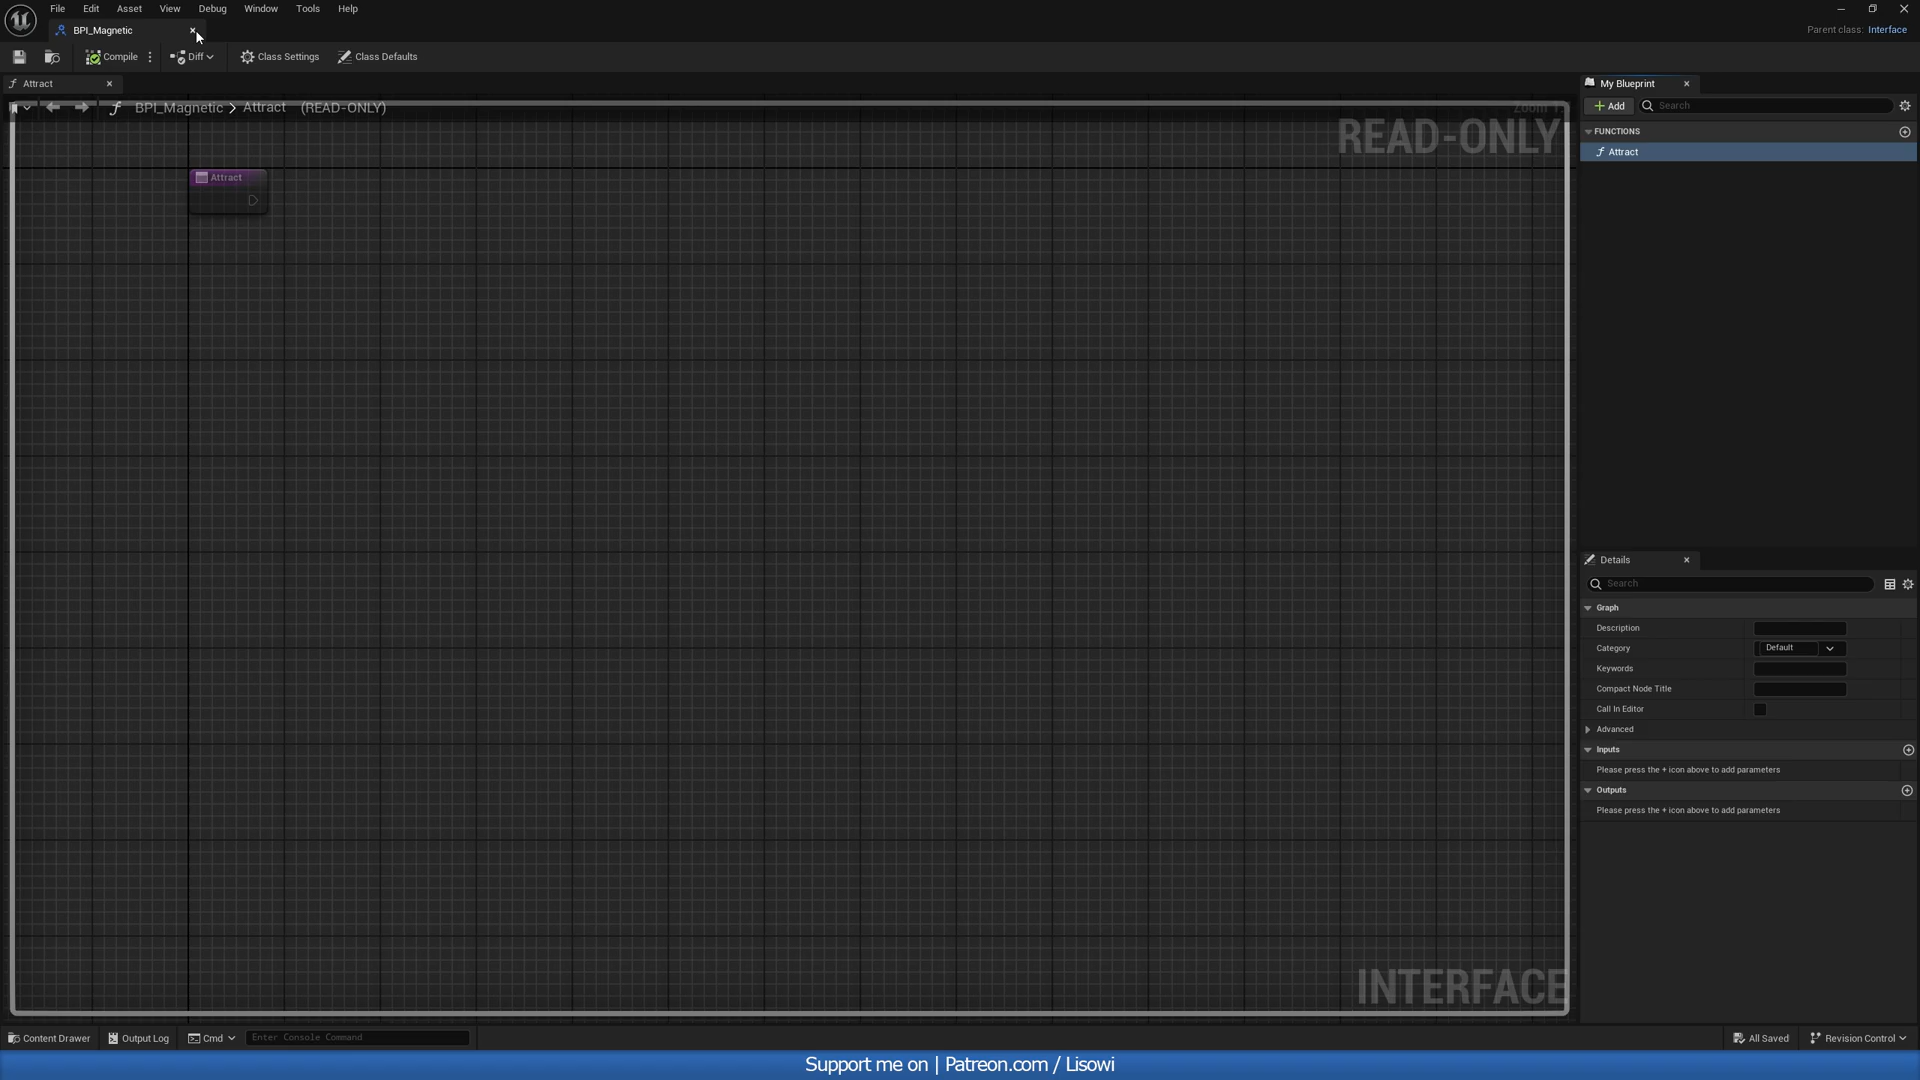 File Edit Asset View Debug Window Tools Help
BPI_Magnetic
Parent class: Interface
Compile Diff Class Settings Class Defaults
Attract
My Blueprint
BPI_Magnetic > Attract (READ-ONLY)
READ-ONLY
Add Search
FUNCTIONS
Attract
Attract
Details
Search
Graph
Description
Category Default
Keywords
Compact Node Title
Call In Editor
Advanced
Inputs
Please press the + icon above to add parameters
Outputs
Please press the + icon above to add parameters
INTERFACE
Content Drawer Output Log Cmd Enter Console Command All Saved Revision Control
Support me on | Patreon.com / Lisowi